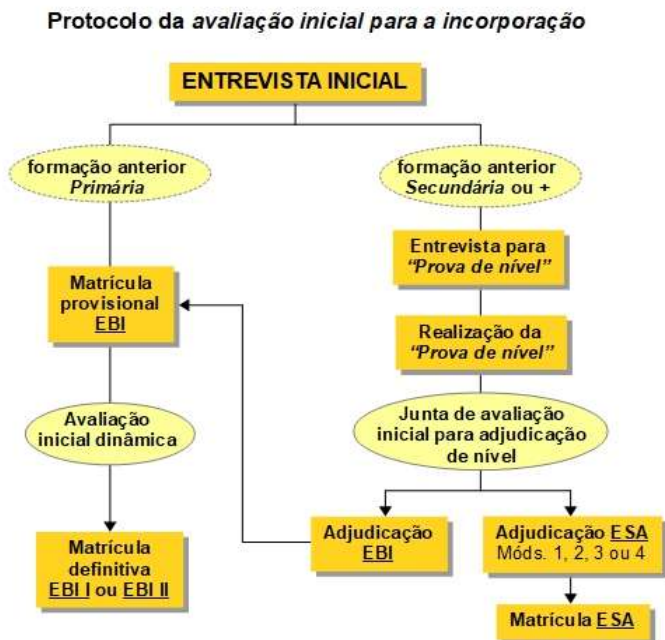 Protocolo da avaliação inicial para a incorporação
ENTREVISTA INICIAL
formação anterior
Primária
formação anterior
Secundária ou +
Entrevista para
“Prova de nível”
Matrícula
provisional
EBI
Realização da
“Prova de nível”
Avaliação
inicial dinâmica
Junta de avaliação
inicial para adjudicação
de nível
Matrícula
definitiva
EBI I ou EBI II
Adjudicação
EBI
Adjudicação ESA
Móds. 1, 2, 3 ou 4
Matrícula ESA